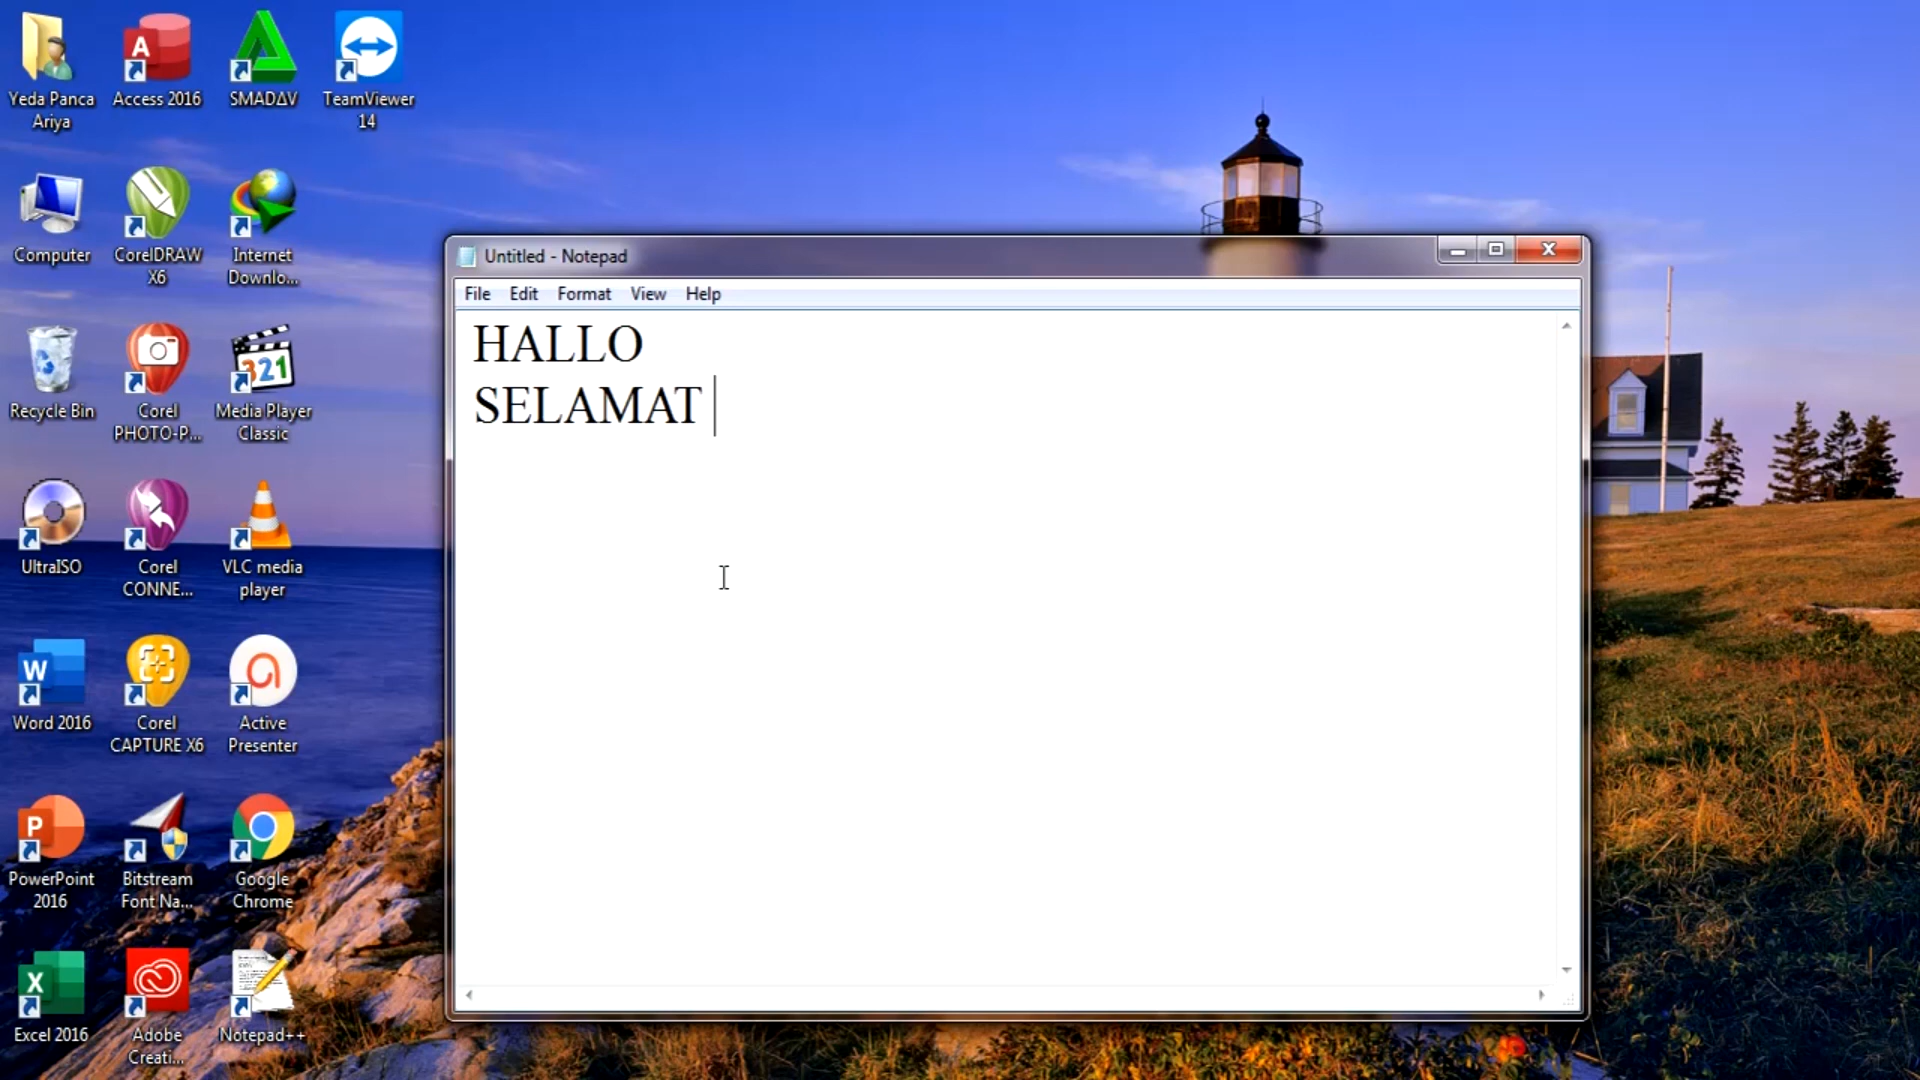 Yeda Panca
Ariya
Access 2016
SMADΔV
TeamViewer
14
Computer
CorelDRAW
X6
Internet
Downlo...
Recycle Bin
Corel
PHOTO-P...
Media Player
Classic
321
UltraISO
Corel
CONNE...
VLC media
player
Word 2016
Corel
CAPTURE X6
Active
Presenter
PowerPoint
2016
Bitstream
Font Na...
Google
Chrome
Excel 2016
Adobe
Creati...
Notepad++
Untitled - Notepad
File Edit Format View Help
HALLO
SELAMAT